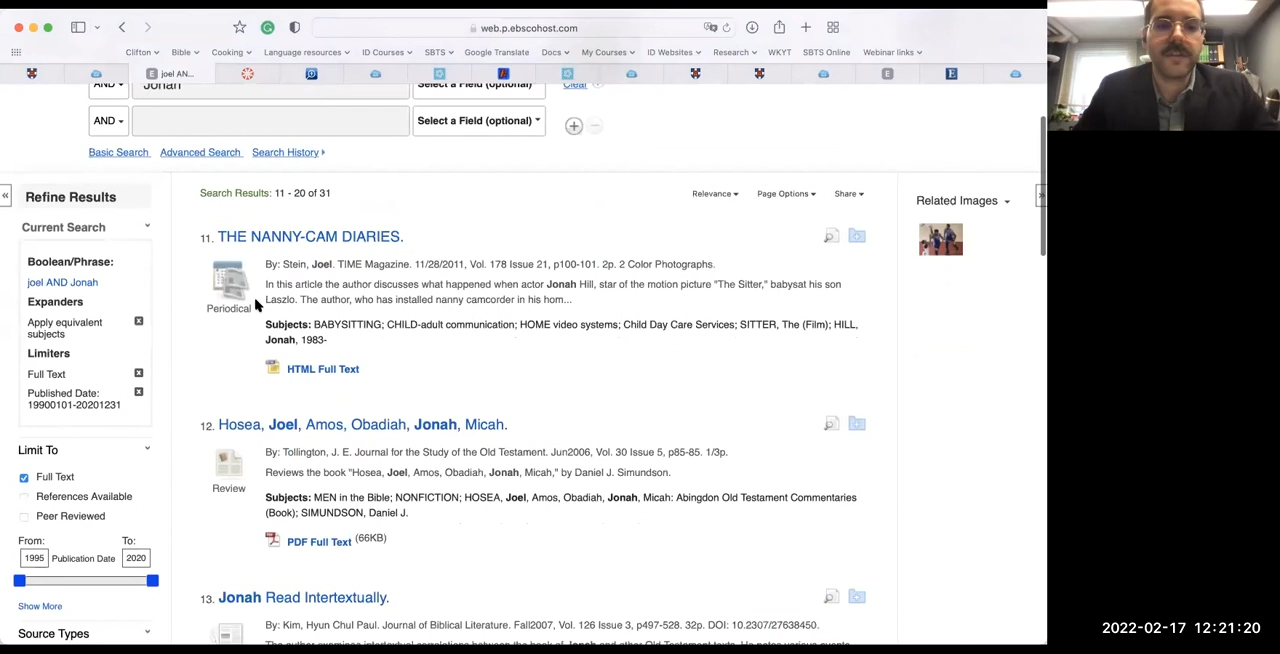 web.p.ebscohost.com
Clifton Bible Cooking Language resources ID Courses SBTS Google Translate Docs My Courses ID Websites Research WKYT SBTS Online Webinar links
joel AN...
AND Jonah Select a Field (optional) Clear
AND Select a Field (optional)
Basic Search Advanced Search Search History
Refine Results
Search Results: 11 - 20 of 31
Relevance Page Options Share
Related Images
Current Search
Boolean/Phrase:
joel AND Jonah
Expanders
Apply equivalent
subjects
Limiters
Full Text
Published Date:
19900101-20201231
Limit To
Full Text
References Available
Peer Reviewed
From: To:
1995 Publication Date 2020
Show More
Source Types
11. THE NANNY-CAM DIARIES.
Periodical
By: Stein, Joel. TIME Magazine. 11/28/2011, Vol. 178 Issue 21, p100-101. 2p. 2 Color Photographs.
In this article the author discusses what happened when actor Jonah Hill, star of the motion picture "The Sitter," babysat his son
Laszlo. The author, who has installed nanny camcorder in his hom...
Subjects: BABYSITTING; CHILD-adult communication; HOME video systems; Child Day Care Services; SITTER, The (Film); HILL,
Jonah, 1983-
HTML Full Text
12. Hosea, Joel, Amos, Obadiah, Jonah, Micah.
Review
By: Tollington, J. E. Journal for the Study of the Old Testament. Jun2006, Vol. 30 Issue 5, p85-85. 1/3p.
Reviews the book "Hosea, Joel, Amos, Obadiah, Jonah, Micah," by Daniel J. Simundson.
Subjects: MEN in the Bible; NONFICTION; HOSEA, Joel, Amos, Obadiah, Jonah, Micah: Abingdon Old Testament Commentaries
(Book); SIMUNDSON, Daniel J.
PDF Full Text (66KB)
13. Jonah Read Intertextually.
By: Kim, Hyun Chul Paul. Journal of Biblical Literature. Fall2007, Vol. 126 Issue 3, p497-528. 32p. DOI: 10.2307/27638450.
2022-02-17 12:21:20